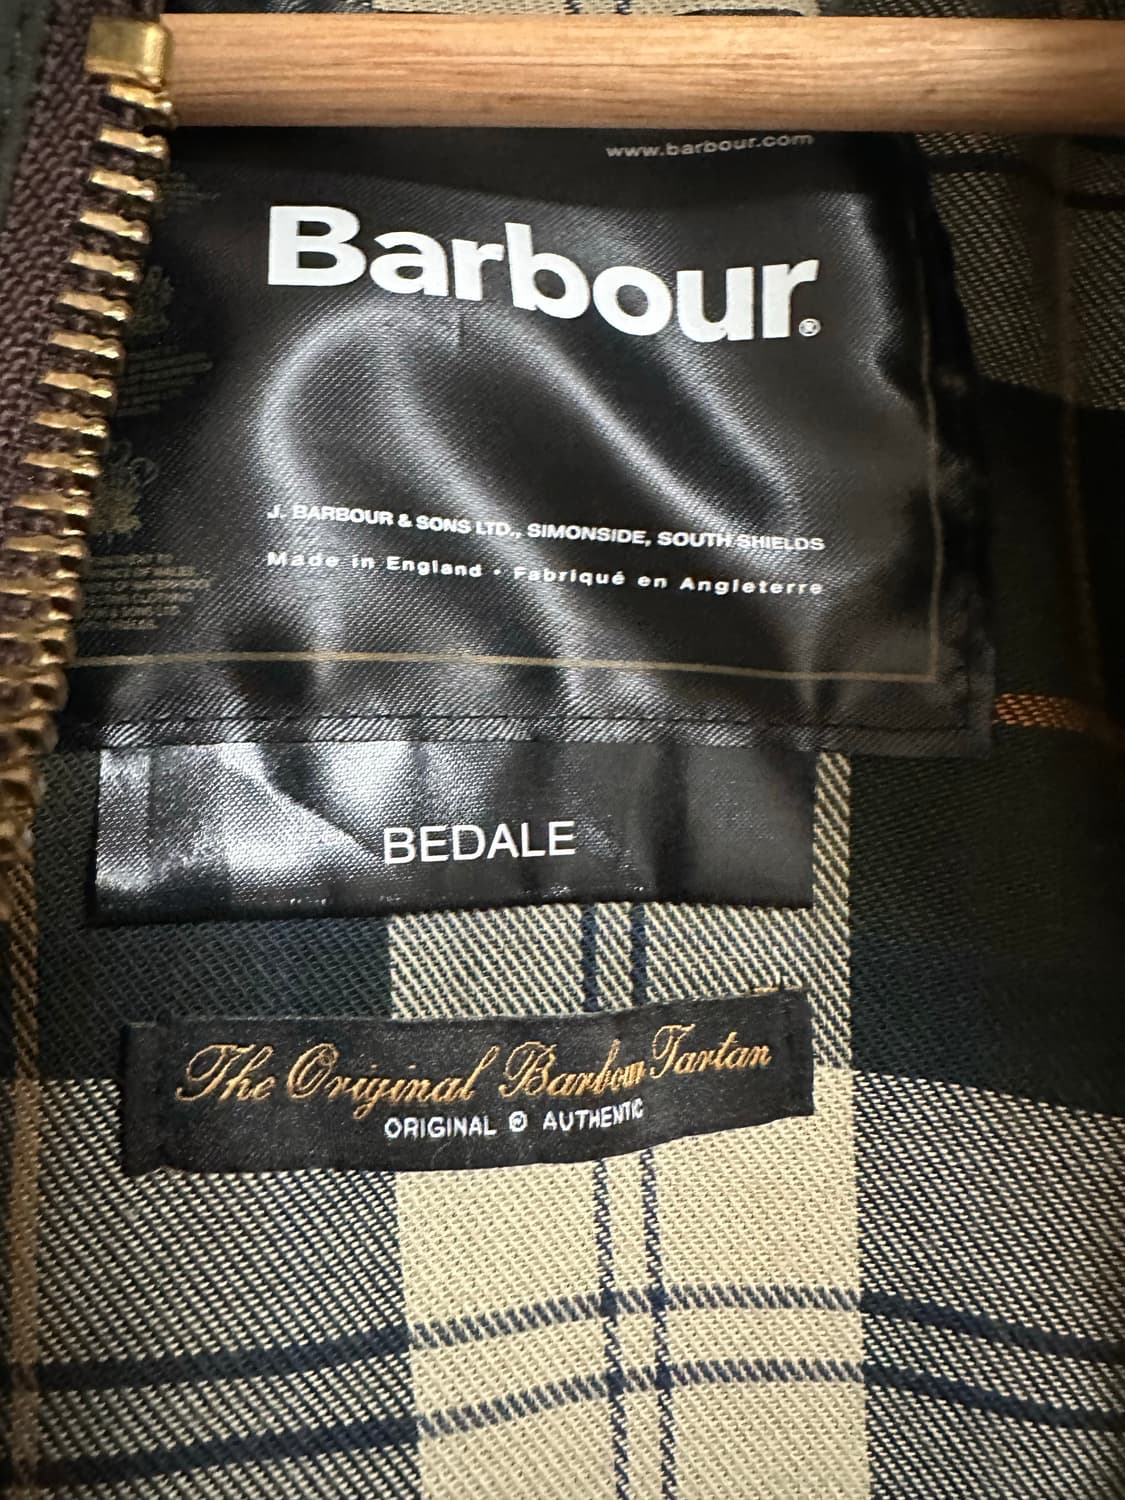 www.barbour.com
Barbour®
J. BARBOUR & SONS LTD., SIMONSIDE, SOUTH SHIELDS
Made in England • Fabriqué en Angleterre
BEDALE
The Original Barbour Tartan
ORIGINAL ® AUTHENTIC